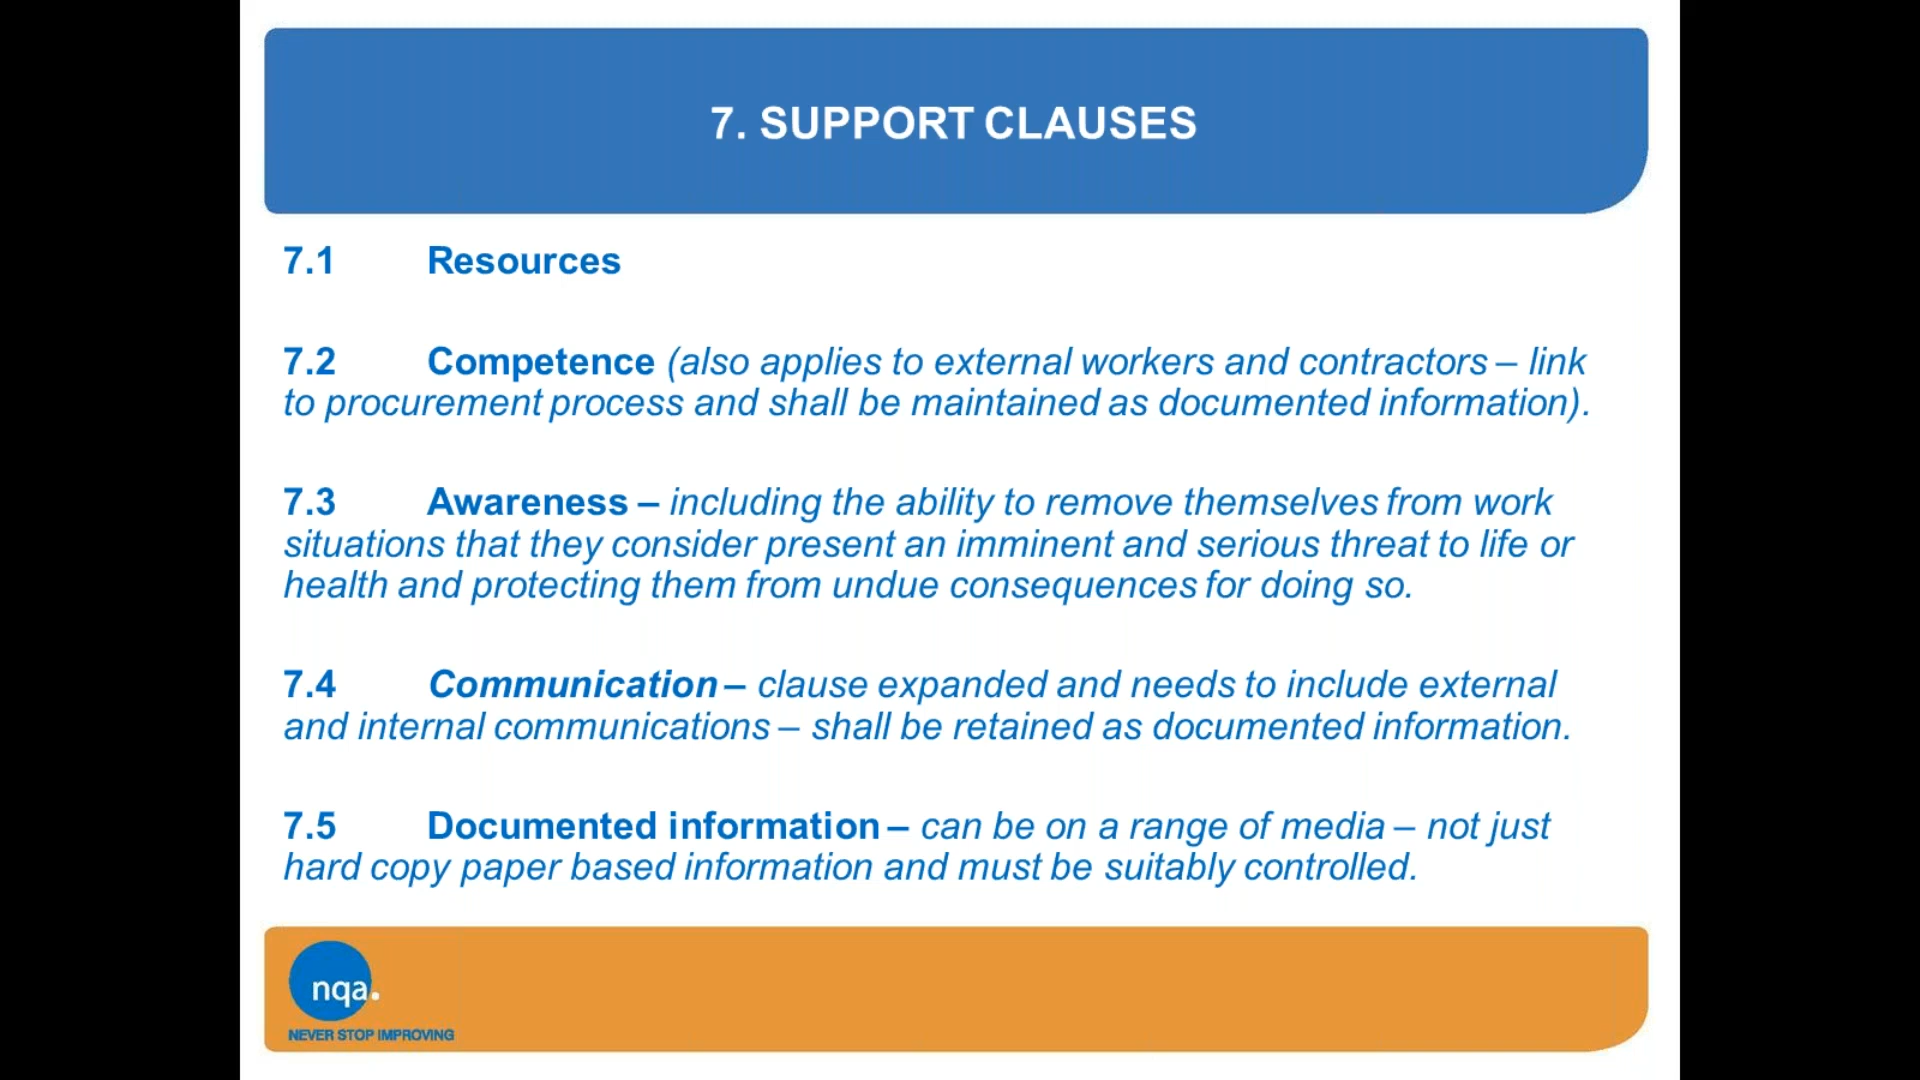 7. SUPPORT CLAUSES
7.1 Resources
7.2 Competence (also applies to external workers and contractors – link
to procurement process and shall be maintained as documented information).
7.3 Awareness – including the ability to remove themselves from work
situations that they consider present an imminent and serious threat to life or
health and protecting them from undue consequences for doing so.
7.4 Communication – clause expanded and needs to include external
and internal communications – shall be retained as documented information.
7.5 Documented information – can be on a range of media – not just
hard copy paper based information and must be suitably controlled.
nqa.
NEVER STOP IMPROVING